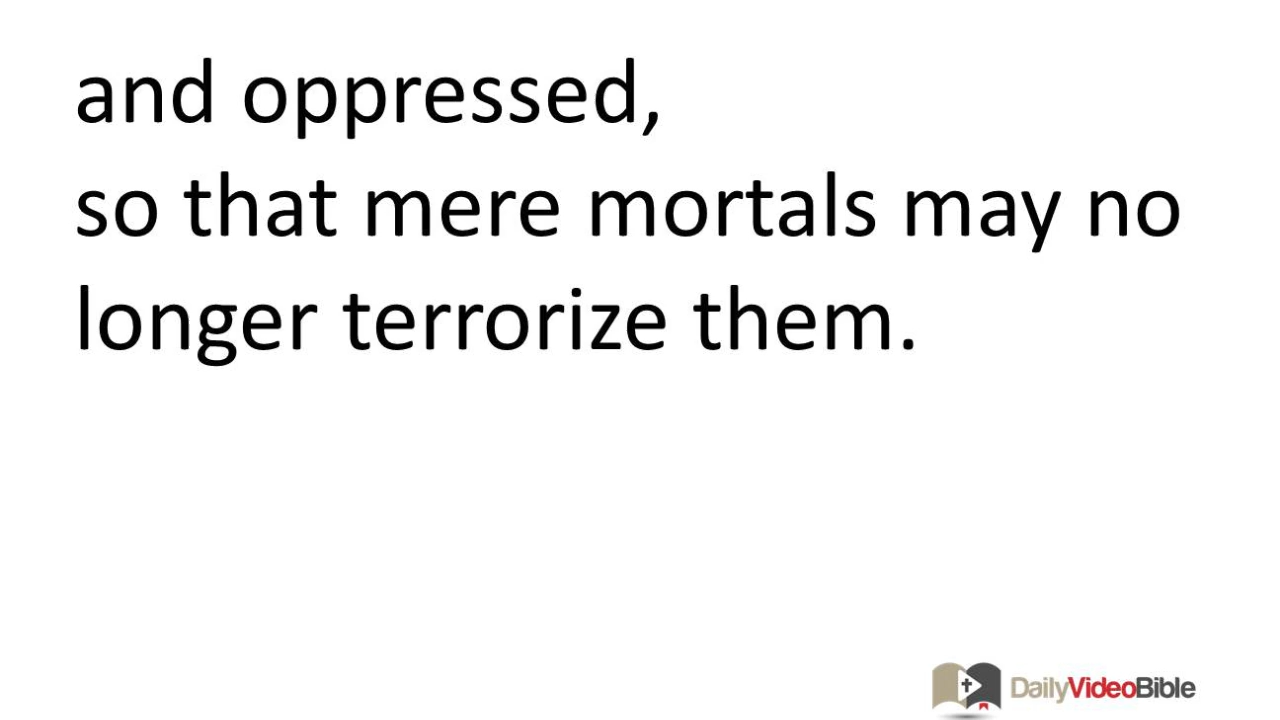 and oppressed,
so that mere mortals may no
longer terrorize them.
DailyVideoBible